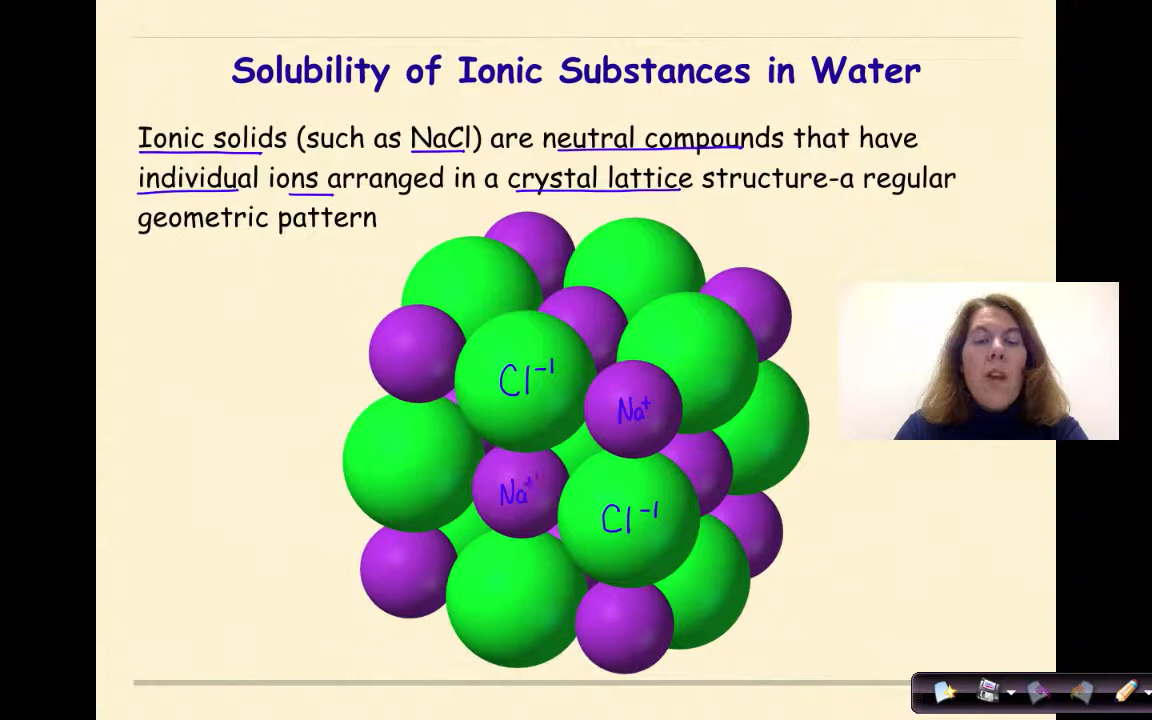 Solubility of Ionic Substances in Water
Ionic solids (such as NaCl) are neutral compounds that have
individual ions arranged in a crystal lattice structure-a regular
geometric pattern
Cl⁻¹
Na⁺
Na⁺¹
Cl⁻¹